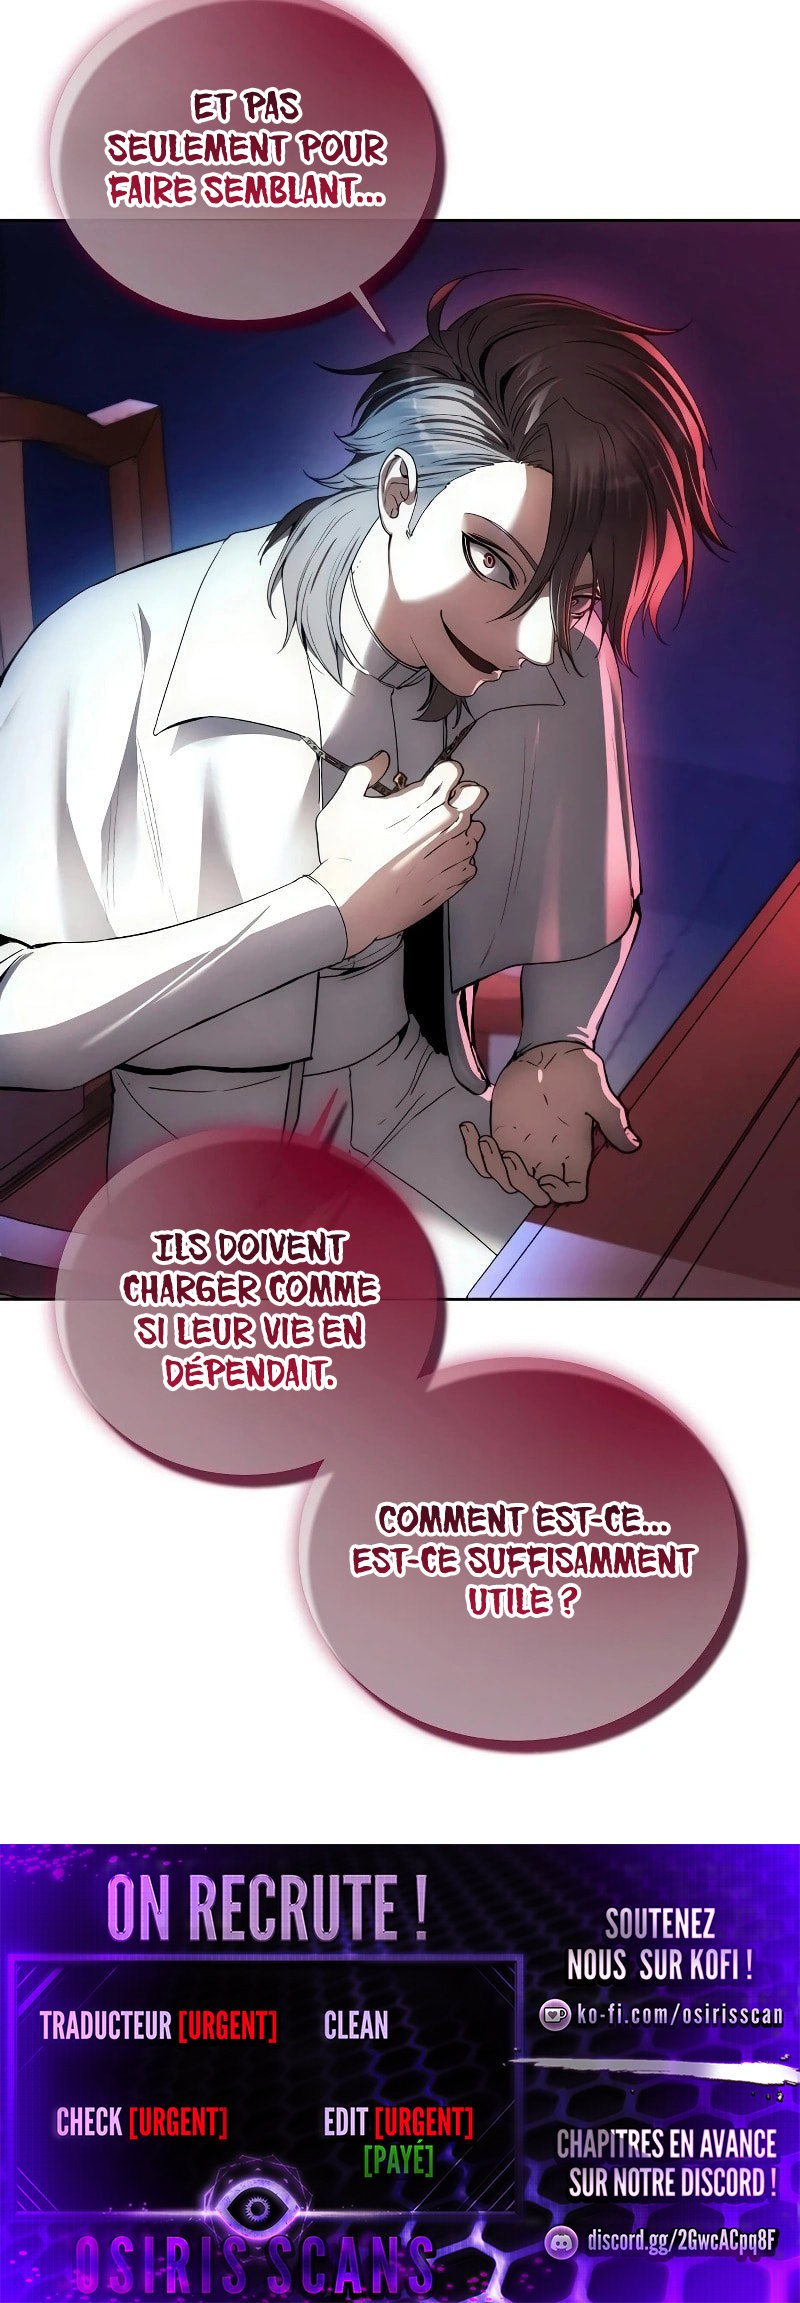 ET PAS
SEULEMENT POUR
FAIRE SEMBLANT...
ILS DOIVENT
CHARGER COMME
SI LEUR VIE EN
DÉPENDAIT.
COMMENT EST-CE...
EST-CE SUFFISAMMENT
UTILE ?
ON RECRUTE !
TRADUCTEUR [URGENT]
CLEAN
CHECK [URGENT]
EDIT [URGENT]
[PAYÉ]
OSIRIS SCANS
SOUTENEZ
NOUS SUR KOFI !
ko-fi.com/osirisscan
CHAPITRES EN AVANCE
SUR NOTRE DISCORD !
discord.gg/2GwcACpq8F